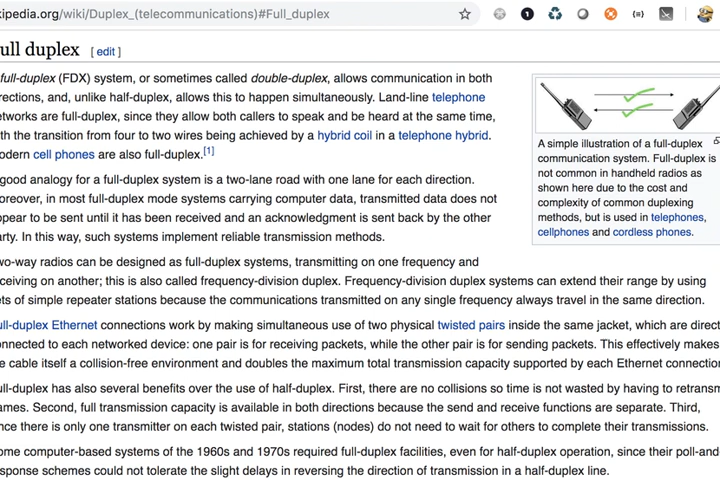 kipedia.org/wiki/Duplex_(telecommunications)#Full_duplex
1
{≡}
ull duplex [ edit ]
full-duplex (FDX) system, or sometimes called double-duplex, allows communication in both
rections, and, unlike half-duplex, allows this to happen simultaneously. Land-line telephone
etworks are full-duplex, since they allow both callers to speak and be heard at the same time,
th the transition from four to two wires being achieved by a hybrid coil in a telephone hybrid.
odern cell phones are also full-duplex.[1]
good analogy for a full-duplex system is a two-lane road with one lane for each direction.
oreover, in most full-duplex mode systems carrying computer data, transmitted data does not
ppear to be sent until it has been received and an acknowledgment is sent back by the other
arty. In this way, such systems implement reliable transmission methods.
A simple illustration of a full-duplex
communication system. Full-duplex is
not common in handheld radios as
shown here due to the cost and
complexity of common duplexing
methods, but is used in telephones,
cellphones and cordless phones.
wo-way radios can be designed as full-duplex systems, transmitting on one frequency and
ceiving on another; this is also called frequency-division duplex. Frequency-division duplex systems can extend their range by using
ets of simple repeater stations because the communications transmitted on any single frequency always travel in the same direction.
ull-duplex Ethernet connections work by making simultaneous use of two physical twisted pairs inside the same jacket, which are direct
onnected to each networked device: one pair is for receiving packets, while the other pair is for sending packets. This effectively makes
e cable itself a collision-free environment and doubles the maximum total transmission capacity supported by each Ethernet connection
ull-duplex has also several benefits over the use of half-duplex. First, there are no collisions so time is not wasted by having to retransm
ames. Second, full transmission capacity is available in both directions because the send and receive functions are separate. Third,
nce there is only one transmitter on each twisted pair, stations (nodes) do not need to wait for others to complete their transmissions.
ome computer-based systems of the 1960s and 1970s required full-duplex facilities, even for half-duplex operation, since their poll-and
esponse schemes could not tolerate the slight delays in reversing the direction of transmission in a half-duplex line.